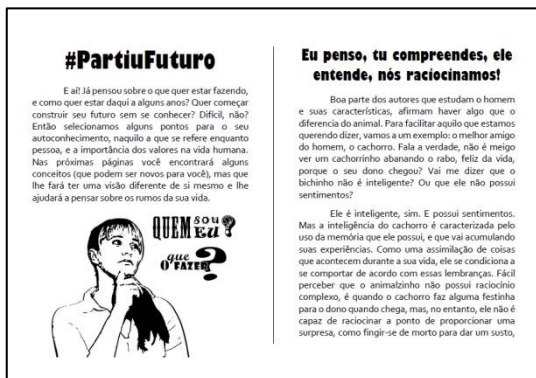 #PartiuFuturo
E aí! Já pensou sobre o que quer estar fazendo,
e como quer estar daqui a alguns anos? Quer começar
construir seu futuro sem se conhecer? Difícil, não?
Então selecionamos alguns pontos para o seu
autoconhecimento, naquilo a que se refere enquanto
pessoa, e a importância dos valores na vida humana.
Nas próximas páginas você encontrará alguns
conceitos (que podem ser novos para você), mas que
lhe fará ter uma visão diferente de si mesmo e lhe
ajudará a pensar sobre os rumos da sua vida.
QUEM sou EU?
que O FAZER?
Eu penso, tu compreendes, ele
entende, nós raciocinamos!
Boa parte dos autores que estudam o homem
e suas características, afirmam haver algo que o
diferencia do animal. Para facilitar aquilo que estamos
querendo dizer, vamos a um exemplo: o melhor amigo
do homem, o cachorro. Fala a verdade, não é meigo
ver um cachorrinho abanando o rabo, feliz da vida,
porque o seu dono chegou? Vai me dizer que o
bichinho não é inteligente? Ou que ele não possui
sentimentos?
Ele é inteligente, sim. E possui sentimentos.
Mas a inteligência do cachorro é caracterizada pelo
uso da memória que ele possui, e que vai acumulando
suas experiências. Como uma assimilação de coisas
que acontecem durante a sua vida, ele se condiciona a
se comportar de acordo com essas lembranças. Fácil
perceber que o animalzinho não possui raciocínio
complexo, é quando o cachorro faz alguma festinha
para o dono quando chega, mas, no entanto, ele não é
capaz de raciocinar a ponto de proporcionar uma
surpresa, como fingir-se de morto para dar um susto,